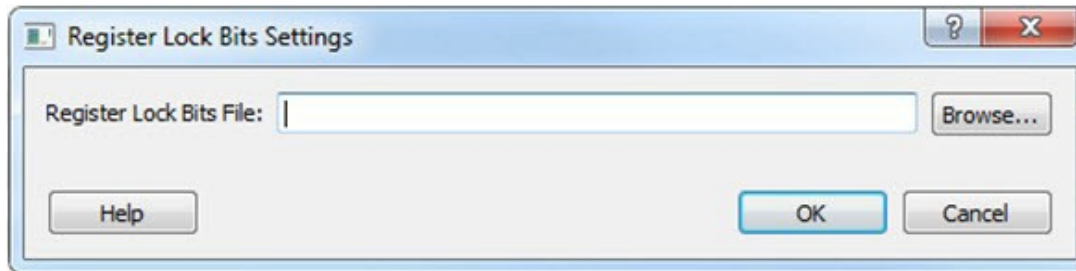 Register Lock Bits Settings
Register Lock Bits File: Browse...
Help OK Cancel